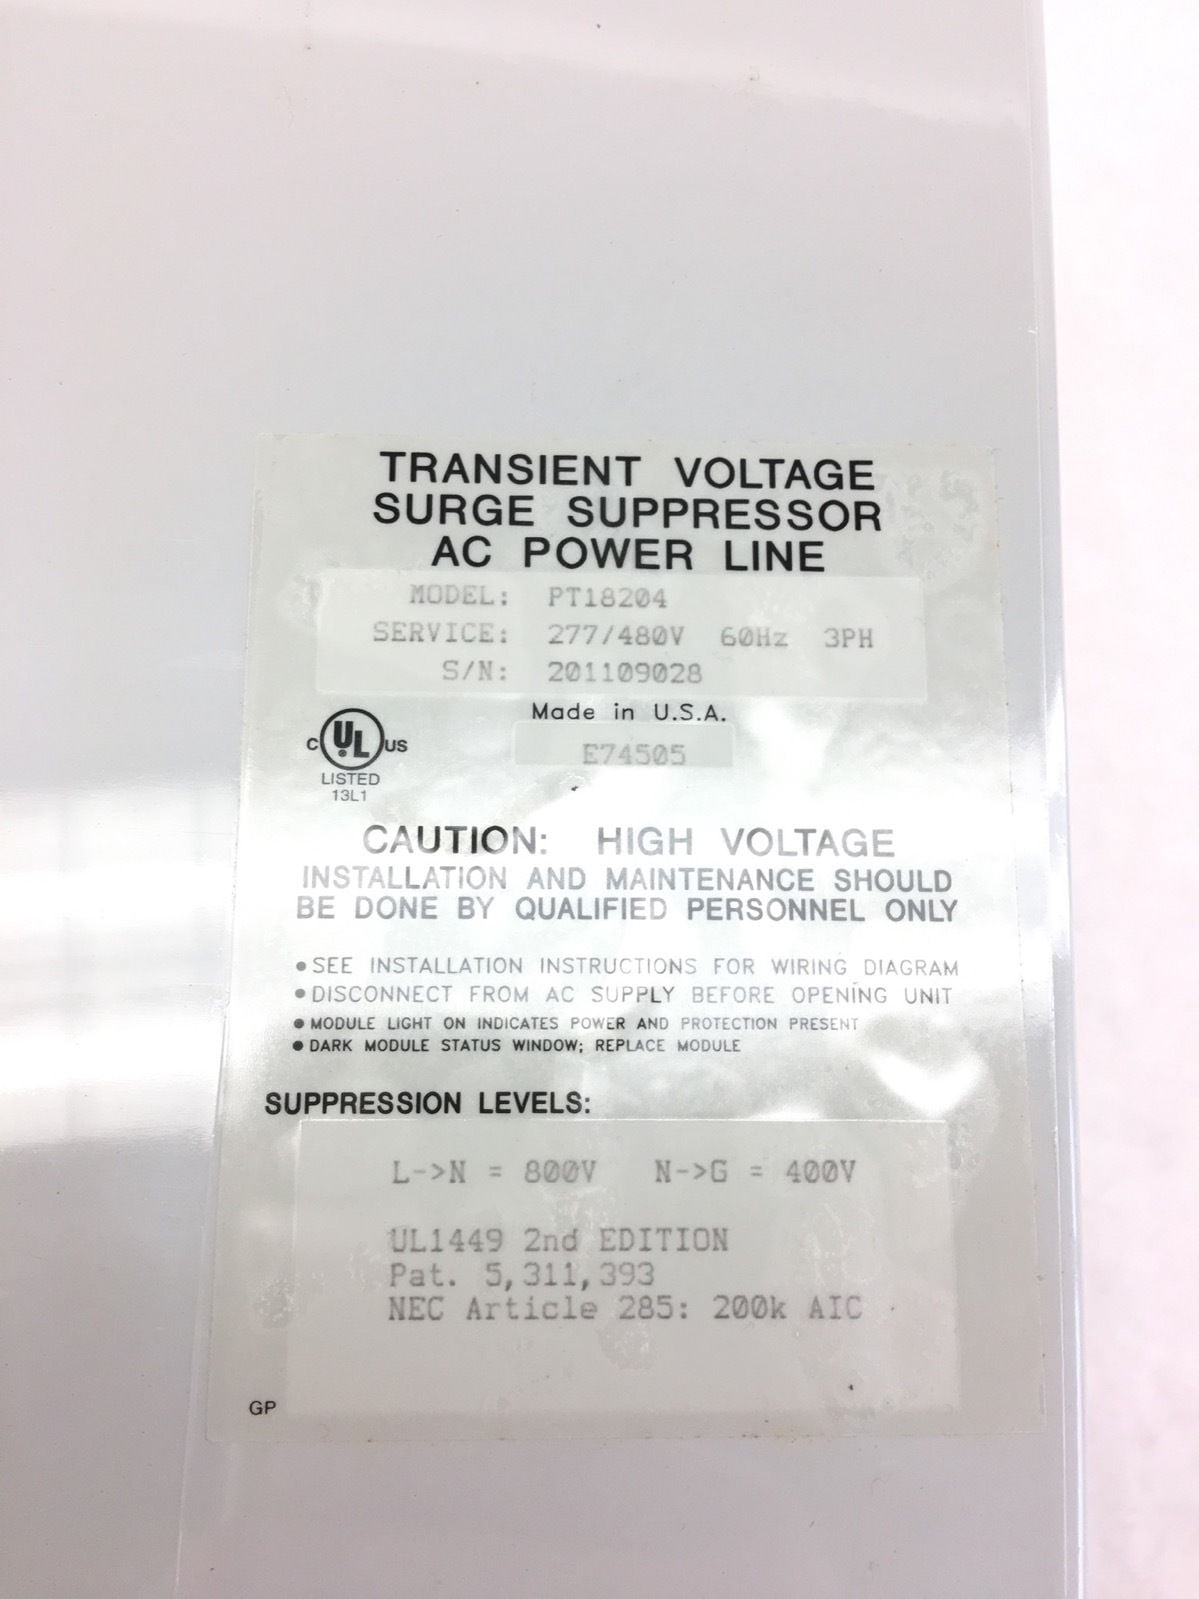 TRANSIENT VOLTAGE
SURGE SUPPRESSOR
AC POWER LINE
MODEL: PT18204
SERVICE: 277/480V 60Hz 3PH
S/N: 201109028
Made in U.S.A.
C UL US
E74505
LISTED
13L1
CAUTION: HIGH VOLTAGE
INSTALLATION AND MAINTENANCE SHOULD
BE DONE BY QUALIFIED PERSONNEL ONLY
• SEE INSTALLATION INSTRUCTIONS FOR WIRING DIAGRAM
• DISCONNECT FROM AC SUPPLY BEFORE OPENING UNIT
• MODULE LIGHT ON INDICATES POWER AND PROTECTION PRESENT
• DARK MODULE STATUS WINDOW; REPLACE MODULE
SUPPRESSION LEVELS:
L->N = 800V N->G = 400V
UL1449 2nd EDITION
Pat. 5,311,393
NEC Article 285: 200k AIC
GP